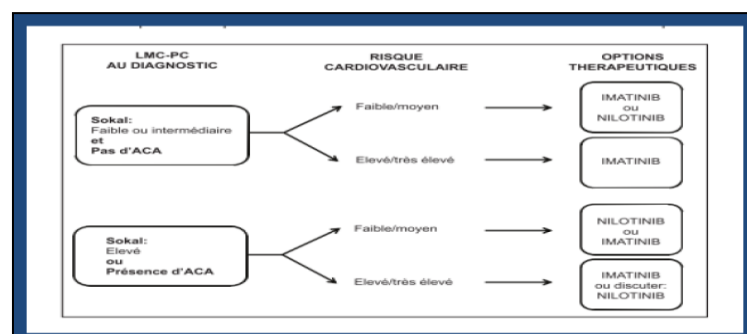 LMC-PC
AU DIAGNOSTIC
RISQUE
CARDIOVASCULAIRE
OPTIONS
THERAPEUTIQUES
Sokal:
Faible ou intermédiaire
et
Pas d'ACA
Faible/moyen
IMATINIB
ou
NILOTINIB
Elevé/très élevé
IMATINIB
Sokal:
Elevé
ou
Présence d'ACA
Faible/moyen
NILOTINIB
ou
IMATINIB
Elevé/très élevé
IMATINIB
ou discuter:
NILOTINIB